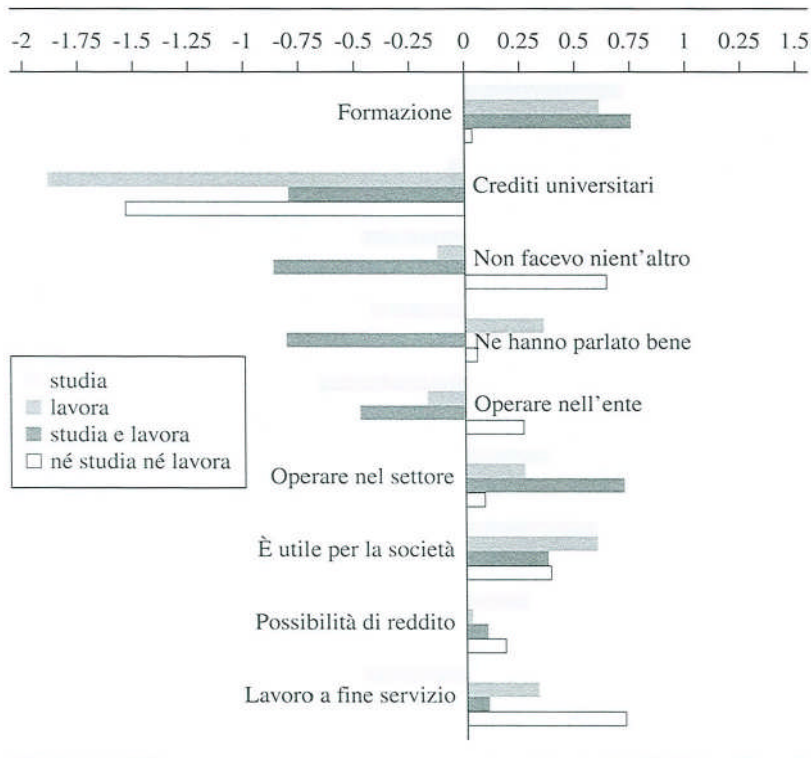 -2 -1.75 -1.5 -1.25 -1 -0.75 -0.5 -0.25 0 0.25 0.5 0.75 1 0.25 1.5
Formazione
Crediti universitari
Non facevo nient'altro
Ne hanno parlato bene
studia
lavora
studia e lavora
né studia né lavora
Operare nell'ente
Operare nel settore
È utile per la società
Possibilità di reddito
Lavoro a fine servizio